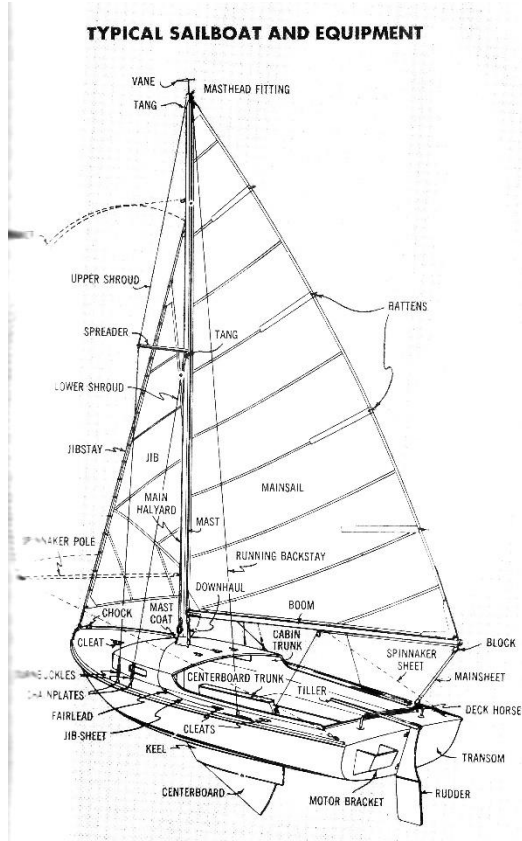 TYPICAL SAILBOAT AND EQUIPMENT
VANE
MASTHEAD FITTING
TANG
UPPER SHROUD
BATTENS
SPREADER
TANG
LOWER SHROUD
JIBSTAY
JIB
MAINSAIL
MAIN
HALYARD
MAST
POLE
RUNNING BACKSTAY
DOWNHAUL
BOOM
CHOCK
MAST
COAT
CABIN
TRUNK
BLOCK
CLEAT
SPINNAKER
SHEET
MAINSHEET
CENTERBOARD TRUNK
TILLER
DECK HORSE
FAIRLEAD
CLEATS
JIB-SHEET
KEEL
TRANSOM
CENTERBOARD
MOTOR BRACKET
RUDDER